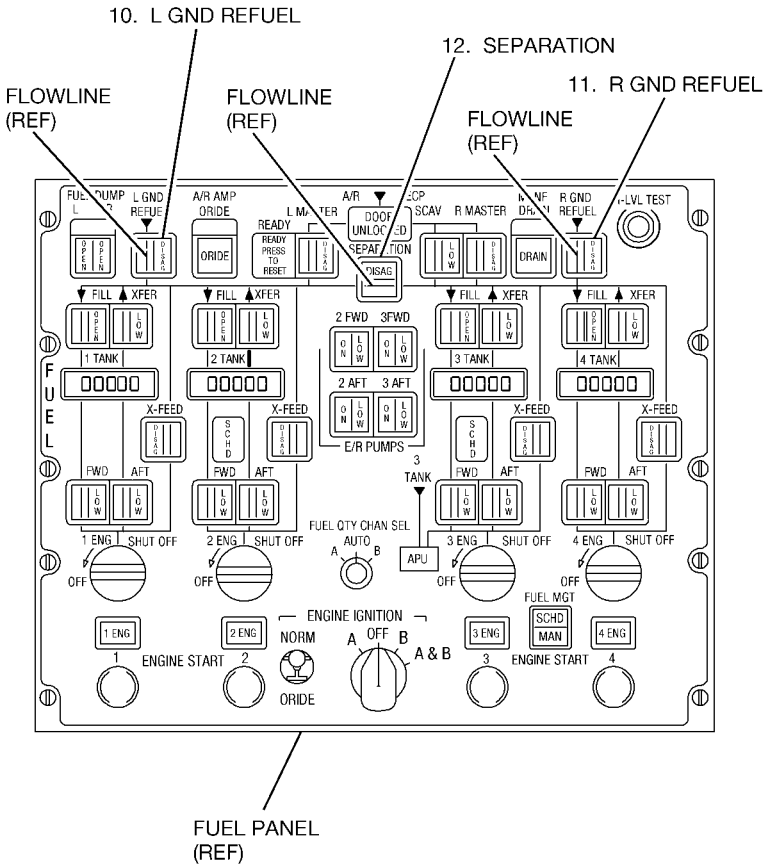 10. L GND REFUEL
12. SEPARATION
11. R GND REFUEL
FLOWLINE
(REF)
FLOWLINE
(REF)
FLOWLINE
(REF)
FUEL DUMP
L R
L GND
REFUEL
A/R AMP
ORIDE
L MASTER
A/R
ECP
SCAV
R MASTER
MANF
DRAIN
R GND
REFUEL
-LVL TEST
OPEN
OPEN
DISAG
ORIDE
READY
READY
PRESS
TO
RESET
DISAG
DOOR
UNLOCKED
SEPARATION
DISAG
LOW
DISAG
DRAIN
DISAG
FILL XFER
FILL XFER
FILL XFER
FILL XFER
OPEN
LOW
OPEN
LOW
OPEN
LOW
OPEN
LOW
2 FWD 3FWD
ON LOW
ON LOW
1 TANK
2 TANK
3 TANK
4 TANK
00000
00000
00000
00000
2 AFT 3 AFT
ON LOW
ON LOW
E/R PUMPS
FUEL
X-FEED
X-FEED
X-FEED
X-FEED
DISAG
SCHD
DISAG
SCHD
DISAG
DISAG
3
TANK
FWD AFT
FWD AFT
FWD AFT
FWD AFT
LOW
LOW
LOW
LOW
LOW
LOW
LOW
LOW
1 ENG SHUT OFF
2 ENG SHUT OFF
FUEL QTY CHAN SEL
AUTO
A B
3 ENG SHUT OFF
4 ENG SHUT OFF
APU
OFF
OFF
OFF
OFF
FUEL MGT
SCHD
MAN
ENGINE IGNITION
1 ENG
2 ENG
NORM
A
OFF
B
A & B
3 ENG
4 ENG
1
ENGINE START
2
3
ENGINE START
4
ORIDE
FUEL PANEL
(REF)